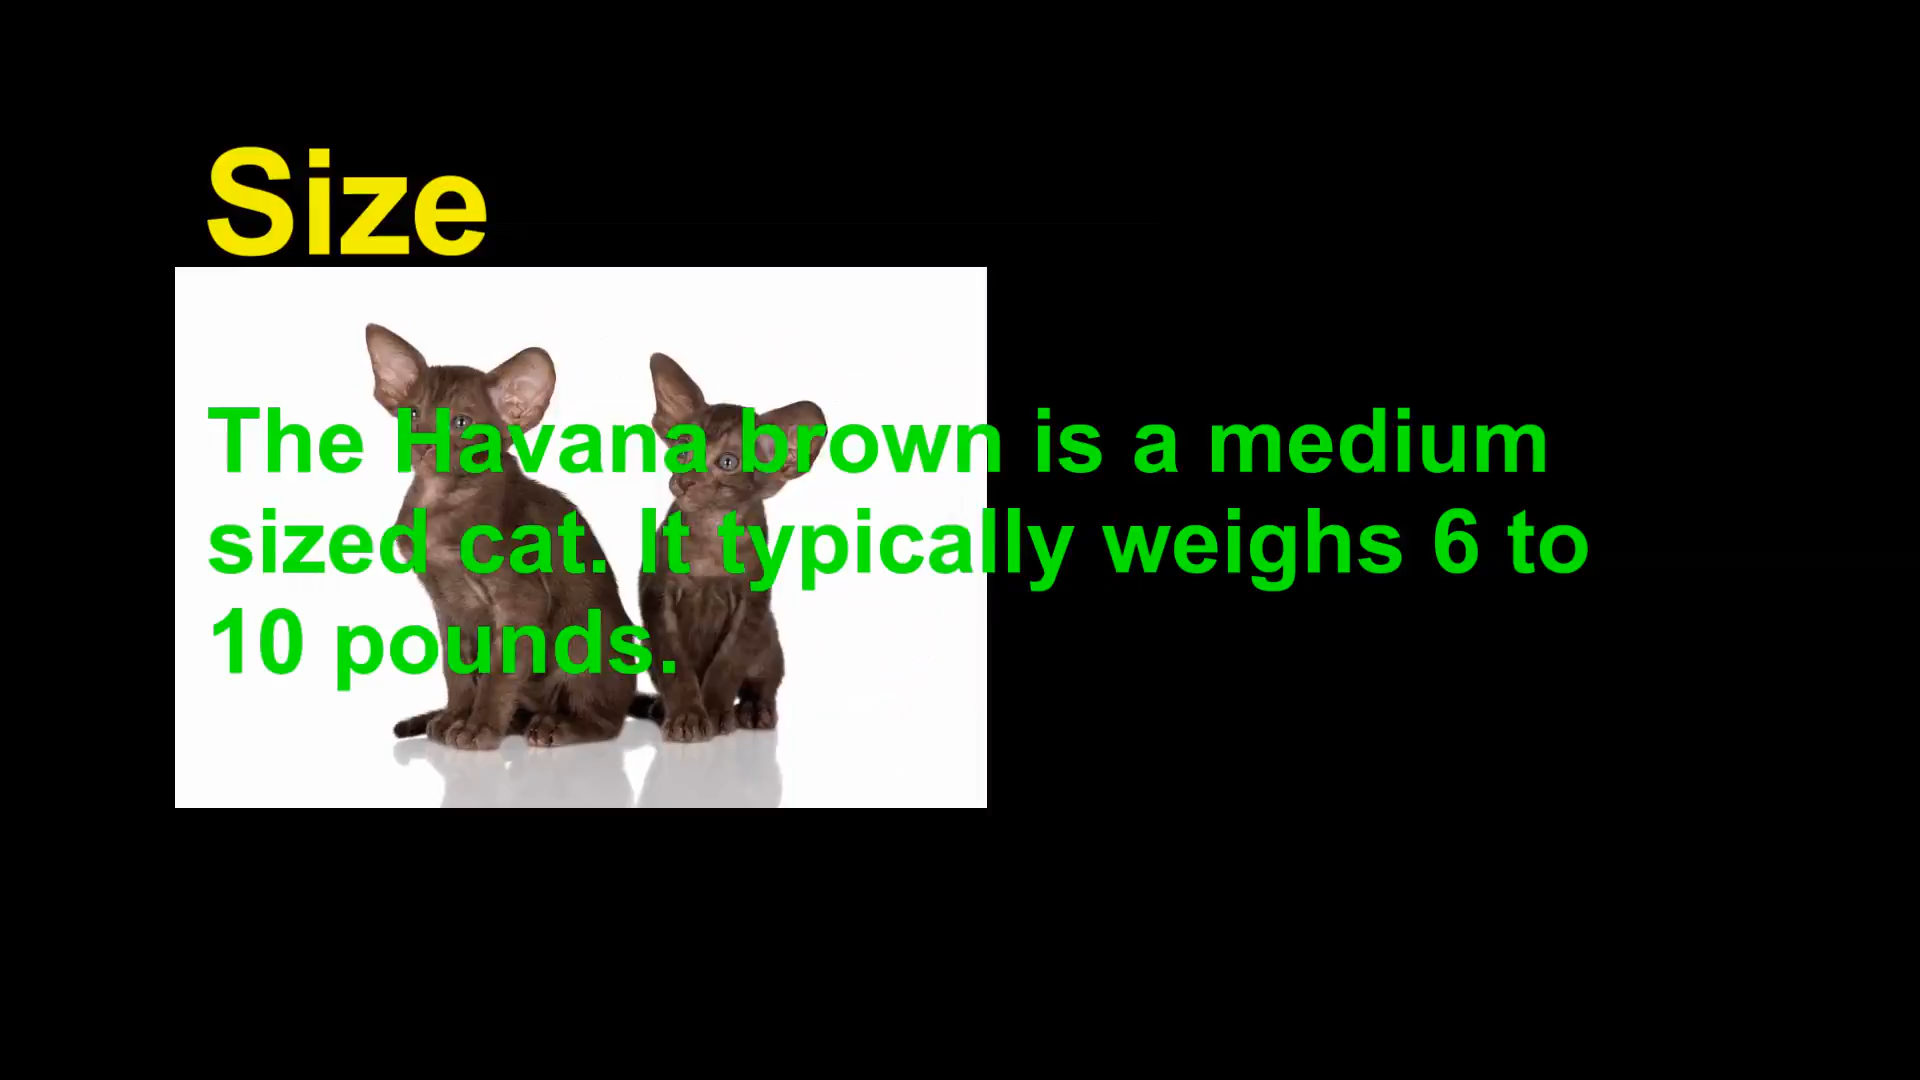 Size
The Havana brown is a medium
sized cat. It typically weighs 6 to
10 pounds.